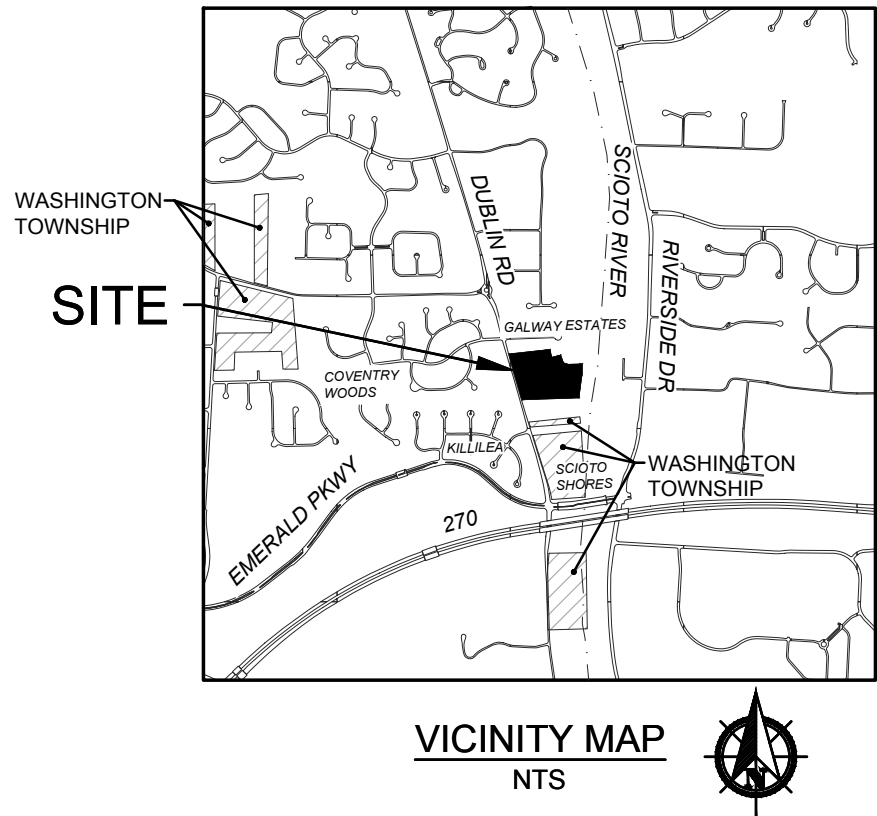 WASHINGTON
TOWNSHIP
SITE
DUBLIN RD
SCIOTO RIVER
RIVERSIDE DR
GALWAY ESTATES
COVENTRY
WOODS
KILLILEA
SCIOTO
SHORES
WASHINGTON
TOWNSHIP
EMERALD PKWY
270
VICINITY MAP
NTS
N